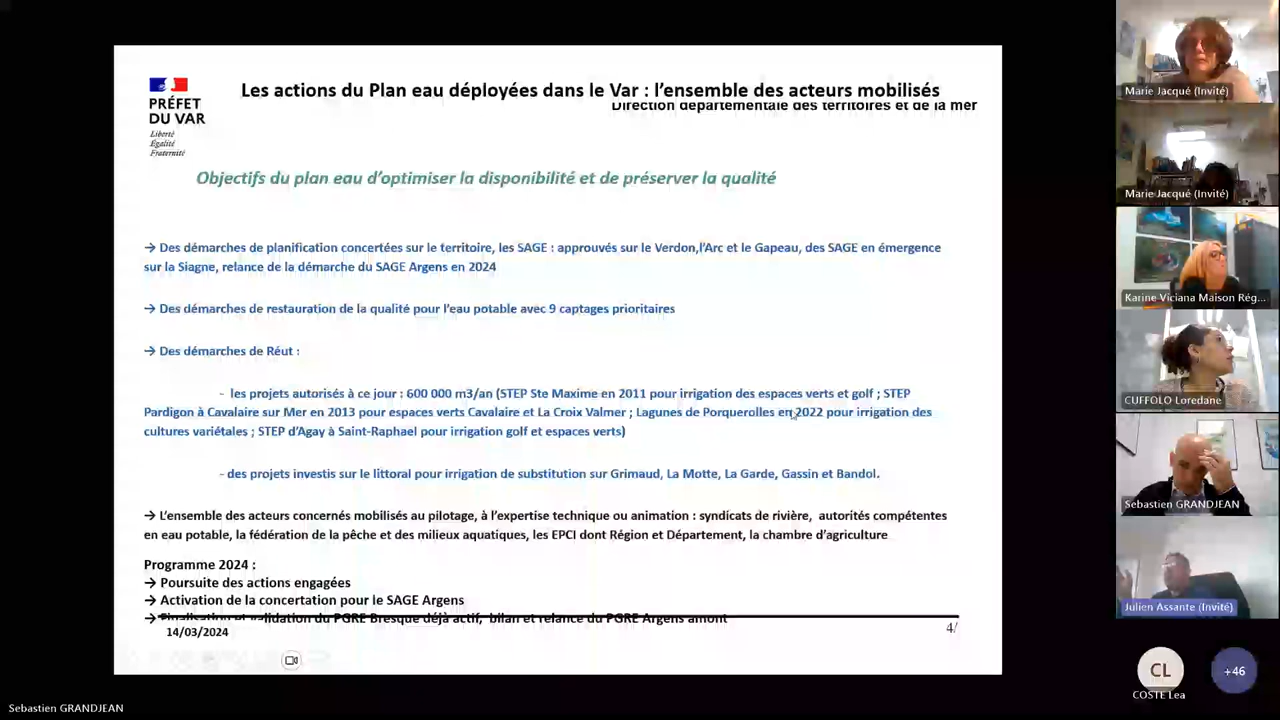 PRÉFET
DU VAR
Liberté
Égalité
Fraternité
Les actions du Plan eau déployées dans le Var : l'ensemble des acteurs mobilisés
Direction départementale des territoires et de la mer
Objectifs du plan eau d'optimiser la disponibilité et de préserver la qualité
→ Des démarches de planification concertées sur le territoire, les SAGE : approuvés sur le Verdon,l'Arc et le Gapeau, des SAGE en émergence
sur la Siagne, relance de la démarche du SAGE Argens en 2024
→ Des démarches de restauration de la qualité pour l'eau potable avec 9 captages prioritaires
→ Des démarches de Réut :
- les projets autorisés à ce jour : 600 000 m3/an (STEP Ste Maxime en 2011 pour irrigation des espaces verts et golf ; STEP
Pardigon à Cavalaire sur Mer en 2013 pour espaces verts Cavalaire et La Croix Valmer ; Lagunes de Porquerolles en 2022 pour irrigation des
cultures variétales ; STEP d'Agay à Saint-Raphael pour irrigation golf et espaces verts)
- des projets investis sur le littoral pour irrigation de substitution sur Grimaud, La Motte, La Garde, Gassin et Bandol.
→ L'ensemble des acteurs concernés mobilisés au pilotage, à l'expertise technique ou animation : syndicats de rivière, autorités compétentes
en eau potable, la fédération de la pêche et des milieux aquatiques, les EPCI dont Région et Département, la chambre d'agriculture
Programme 2024 :
→ Poursuite des actions engagées
→ Activation de la concertation pour le SAGE Argens
→ Finalisation et validation du PGRE Bresque déjà actif, bilan et relance du PGRE Argens amont
14/03/2024
4/
Marie Jacqué (Invité)
Marie Jacqué (Invité)
Karine Viciana Maison Rég...
CUFFOLO Loredane
Sebastien GRANDJEAN
Julien Assante (Invité)
CL
COSTE Lea
+46
Sebastien GRANDJEAN